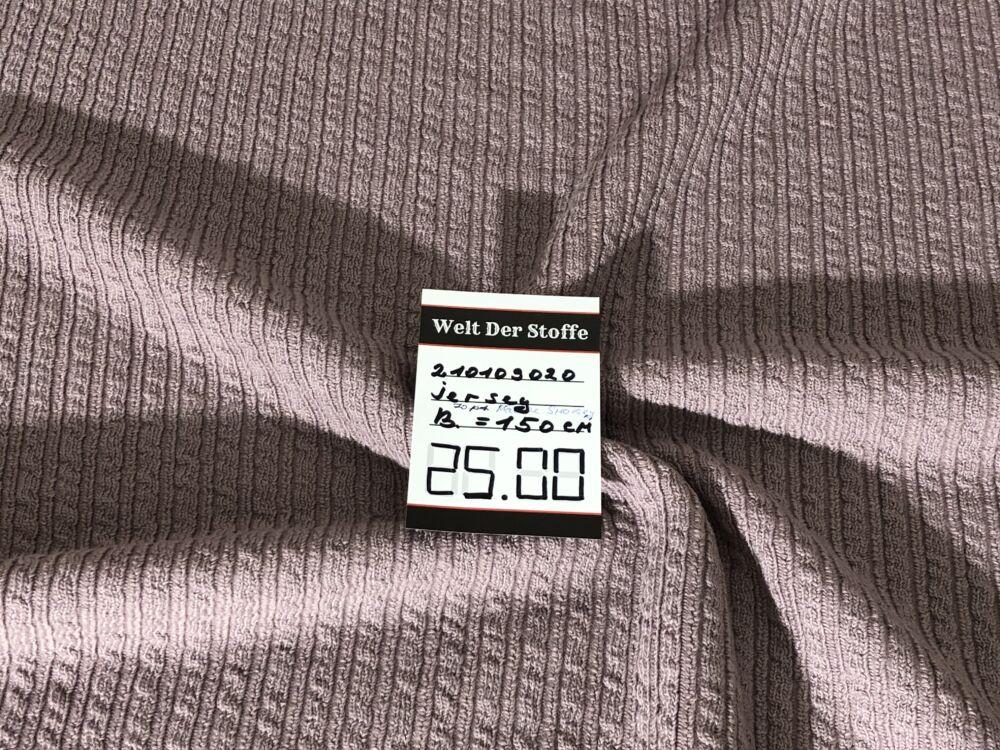 Welt Der Stoffe
210109020
jersey
B. = 150 cm
25.00